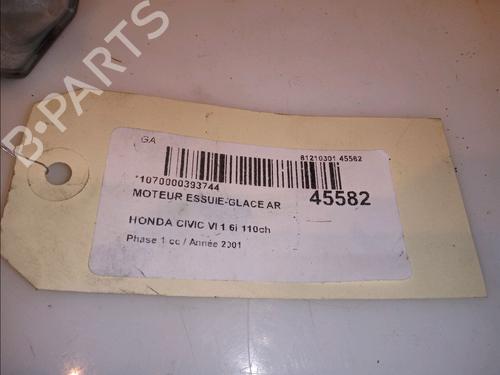 B-PARTS
GA
81210301 45582
*1070000393744
MOTEUR ESSUIE-GLACE AR
45582
HONDA CIVIC VI 1.6i 110ch
Phase 1 cc / Année 2001